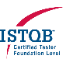 ISTQB®
Certified Tester
Foundation Level